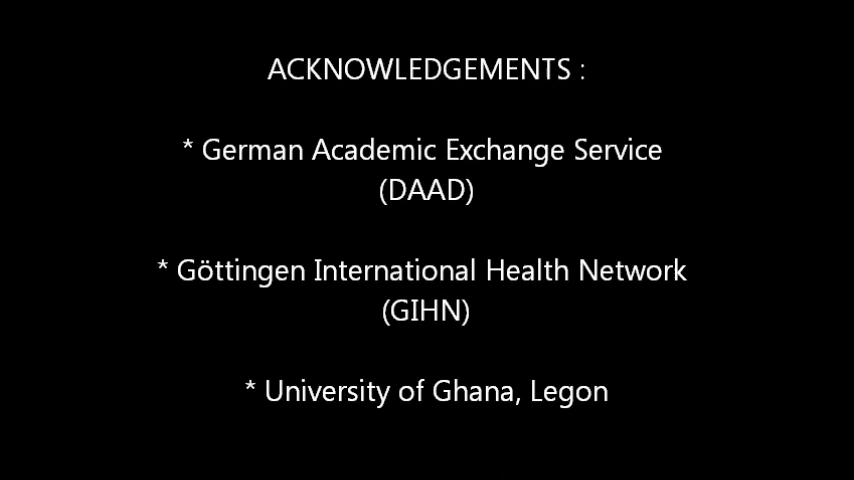 ACKNOWLEDGEMENTS :
* German Academic Exchange Service
(DAAD)
* Göttingen International Health Network
(GIHN)
* University of Ghana, Legon